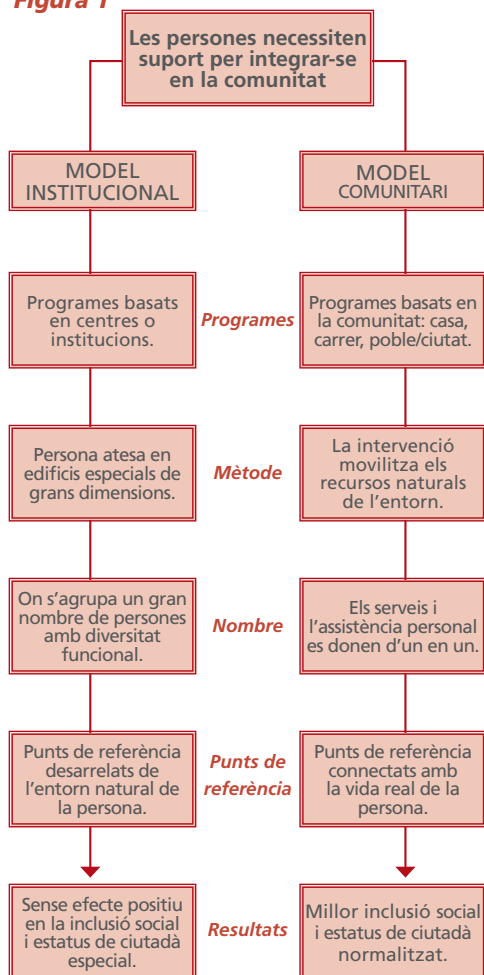 Figura 1
Les persones necessiten
suport per integrar-se
en la comunitat
MODEL
INSTITUCIONAL
MODEL
COMUNITARI
Programes basats
en centres o
institucions.
Programes
Programes basats en
la comunitat: casa,
carrer, poble/ciutat.
Persona atesa en
edificis especials de
grans dimensions.
Mètode
La intervenció
movilitza els
recursos naturals
de l'entorn.
On s'agrupa un gran
nombre de persones
amb diversitat
funcional.
Nombre
Els serveis i
l'assistència personal
es donen d'un en un.
Punts de referència
desarrelats de
l'entorn natural de
la persona.
Punts de
referència
Punts de referència
connectats amb
la vida real de la
persona.
Sense efecte positiu
en la inclusió social
i estatus de ciutadà
especial.
Resultats
Millor inclusió social
i estatus de ciutadà
normalitzat.